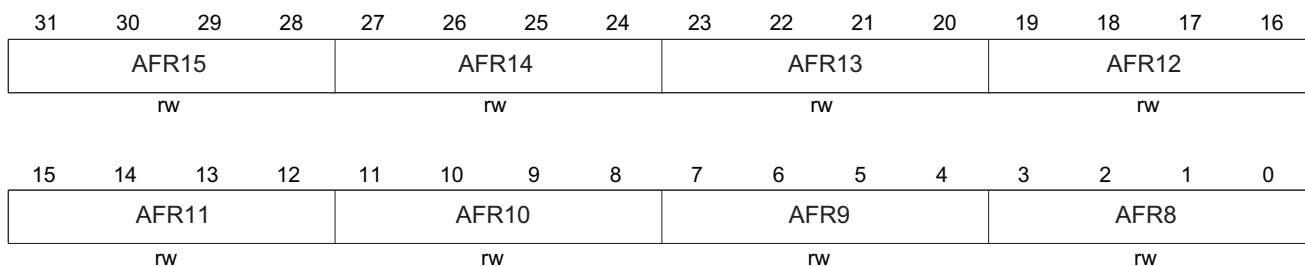 31 30 29 28 27 26 25 24 23 22 21 20 19 18 17 16
AFR15 AFR14 AFR13 AFR12
rw rw rw rw
15 14 13 12 11 10 9 8 7 6 5 4 3 2 1 0
AFR11 AFR10 AFR9 AFR8
rw rw rw rw